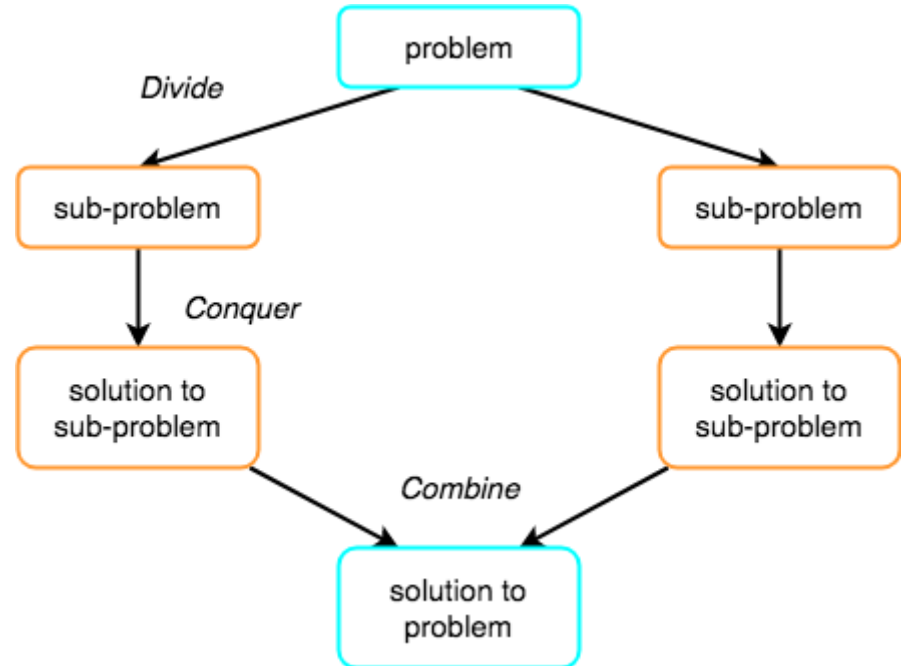 problem
Divide
sub-problem
sub-problem
Conquer
solution to
sub-problem
solution to
sub-problem
Combine
solution to
problem